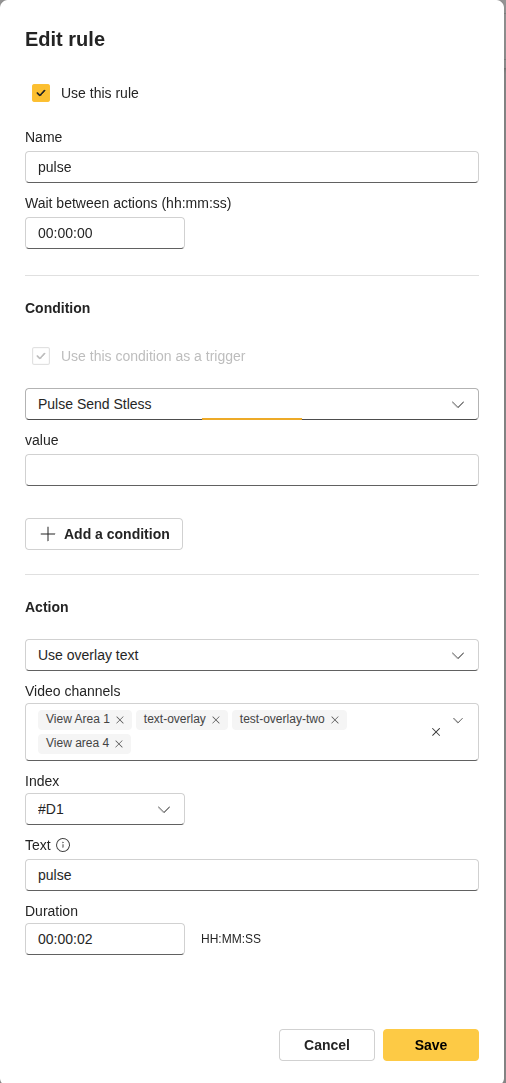 Edit rule
Use this rule
Name
pulse
Wait between actions (hh:mm:ss)
00:00:00
Condition
Use this condition as a trigger
Pulse Send Stless
value
Add a condition
Action
Use overlay text
Video channels
View Area 1 text-overlay test-overlay-two
View area 4
Index
#D1
Text
pulse
Duration
00:00:02 HH:MM:SS
Cancel Save